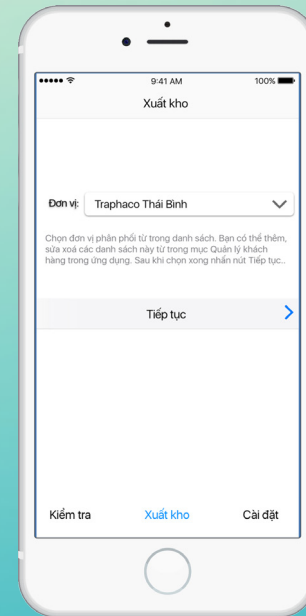 9:41 AM 100%
Xuất kho
Đơn vị: Traphaco Thái Bình
Chọn đơn vị phân phối từ trong danh sách. Bạn có thể thêm,
sửa xoá các danh sách này từ trong mục Quản lý khách
hàng trong ứng dụng. Sau khi chọn xong nhấn nút Tiếp tục..
Tiếp tục
Kiểm tra Xuất kho Cài đặt